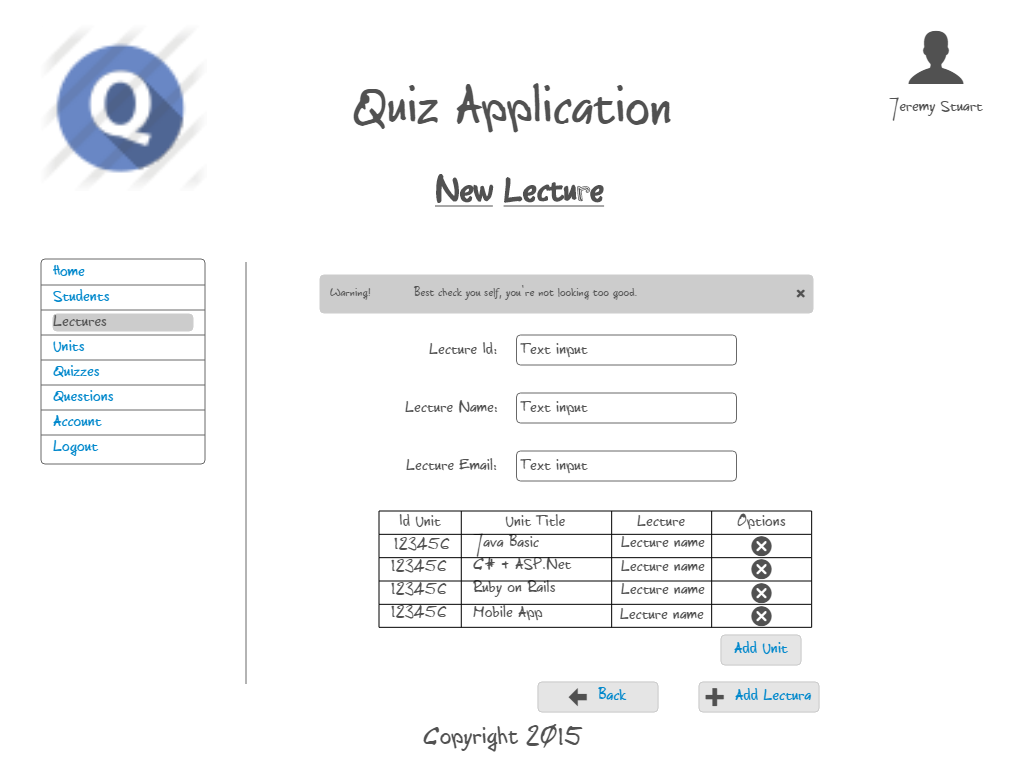 Q
Quiz Application
Jeremy Stuart
New Lecture
Home
Students
Lectures
Units
Quizzes
Questions
Account
Logout
Warning! Best check you self, you're not looking too good.
Lecture Id: Text input
Lecture Name: Text input
Lecture Email: Text input
Id Unit Unit Title Lecture Options
123456 Java Basic Lecture name
123456 C# + ASP.Net Lecture name
123456 Ruby on Rails Lecture name
123456 Mobile App Lecture name
Add Unit
Back Add Lectura
Copyright 2015